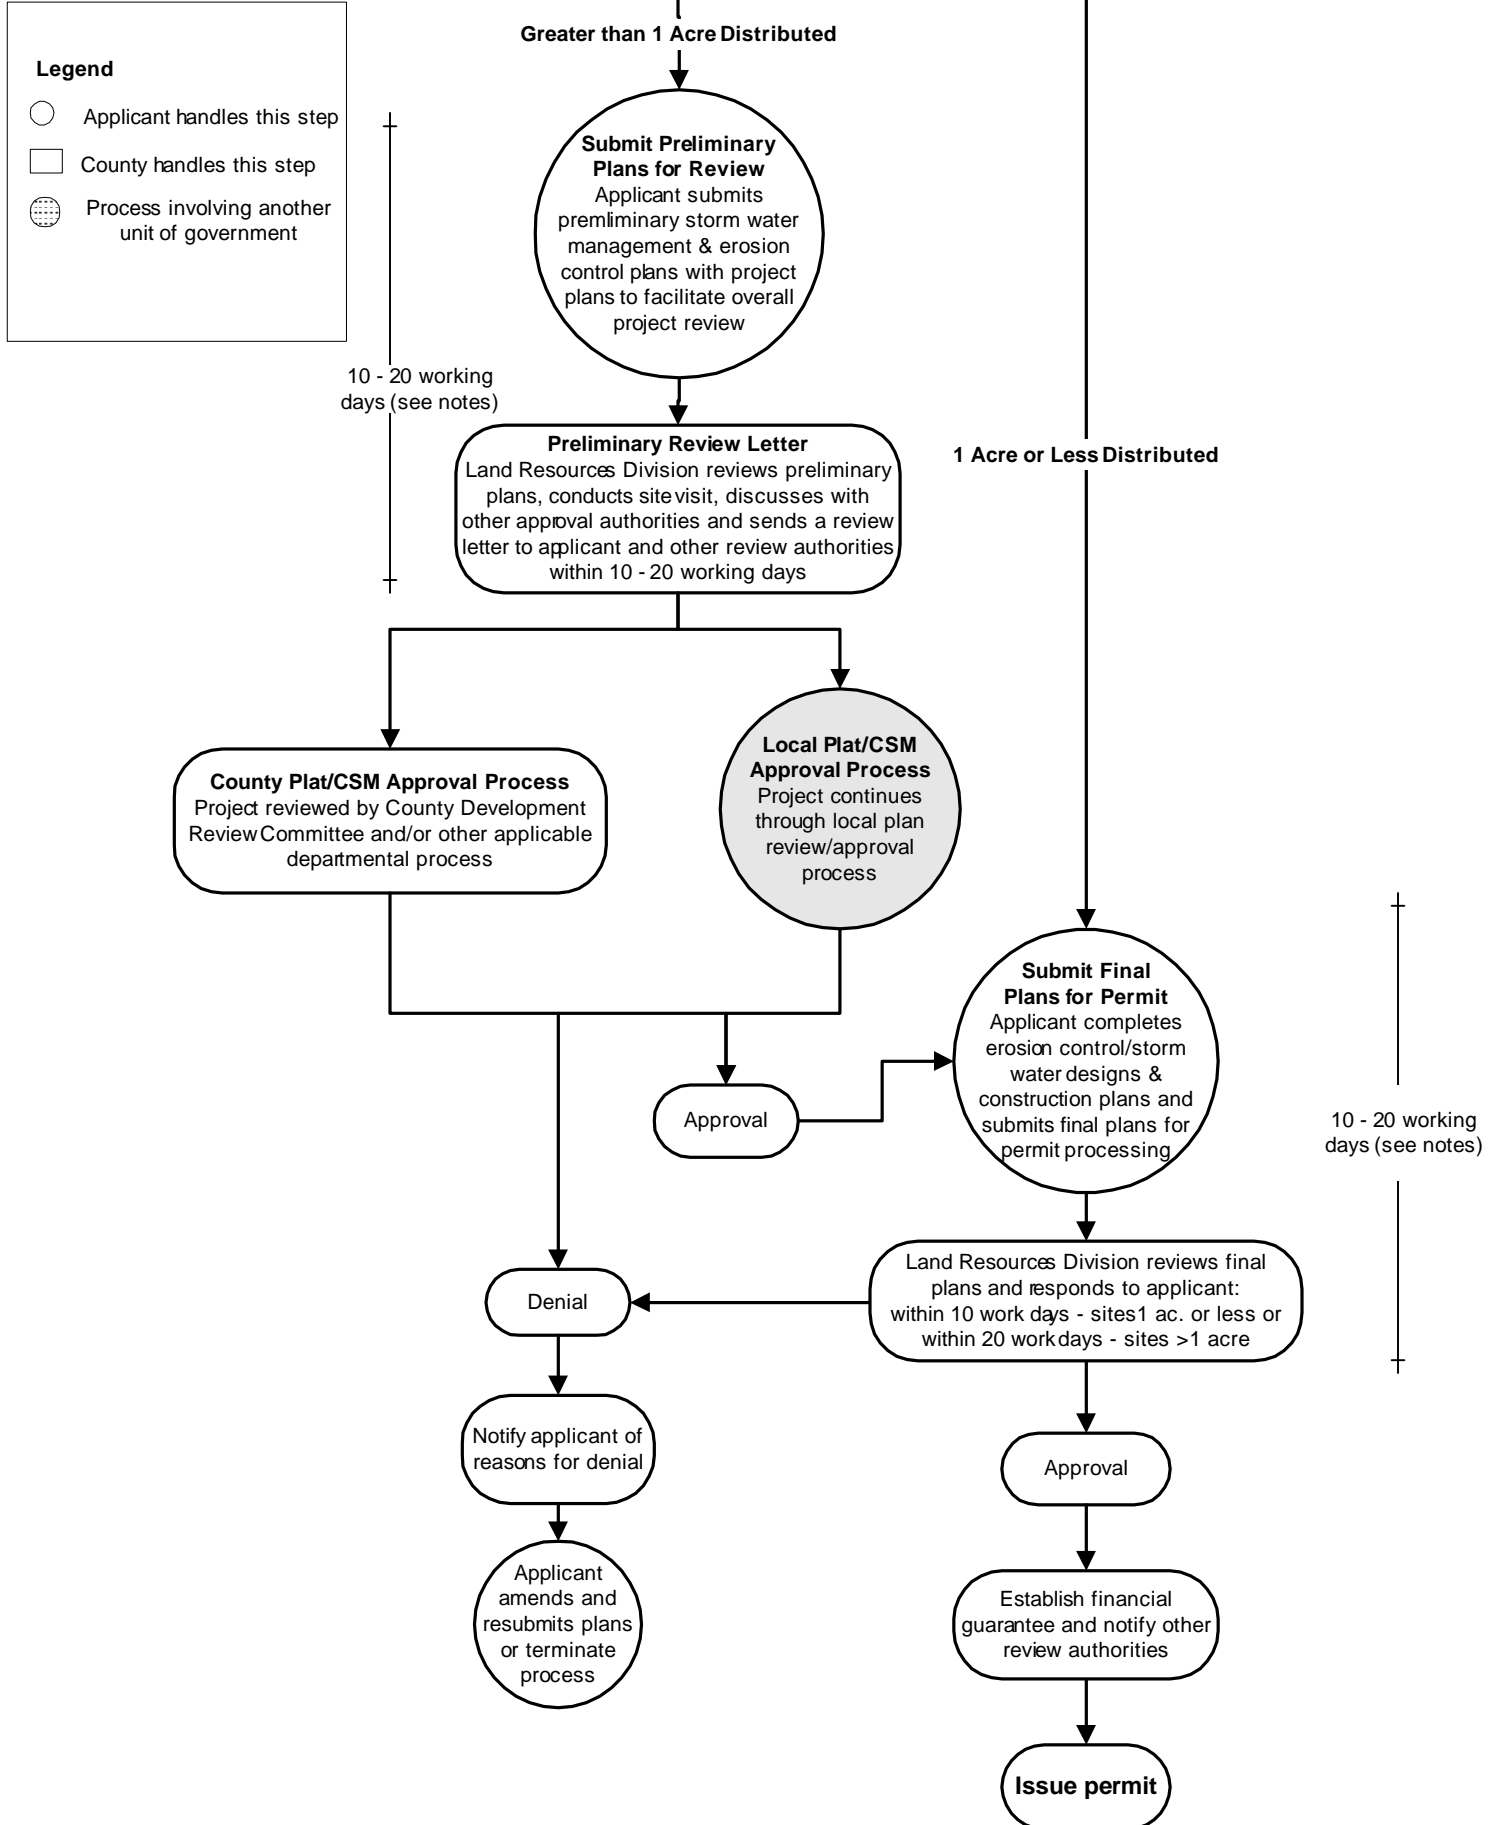 Legend
Applicant handles this step
County handles this step
Process involving another
unit of government
Greater than 1 Acre Distributed
Submit Preliminary
Plans for Review
Applicant submits
premliminary storm water
management & erosion
control plans with project
plans to facilitate overall
project review
10 - 20 working
days (see notes)
Preliminary Review Letter
Land Resources Division reviews preliminary
plans, conducts site visit, discusses with
other approval authorities and sends a review
letter to applicant and other review authorities
within 10 - 20 working days
1 Acre or Less Distributed
County Plat/CSM Approval Process
Project reviewed by County Development
Review Committee and/or other applicable
departmental process
Local Plat/CSM
Approval Process
Project continues
through local plan
review/approval
process
Submit Final
Plans for Permit
Applicant completes
erosion control/storm
water designs &
construction plans and
submits final plans for
permit processing
Approval
10 - 20 working
days (see notes)
Land Resources Division reviews final
plans and responds to applicant:
within 10 work days - sites 1 ac. or less or
within 20 work days - sites >1 acre
Denial
Notify applicant of
reasons for denial
Applicant
amends and
resubmits plans
or terminate
process
Approval
Establish financial
guarantee and notify other
review authorities
Issue permit